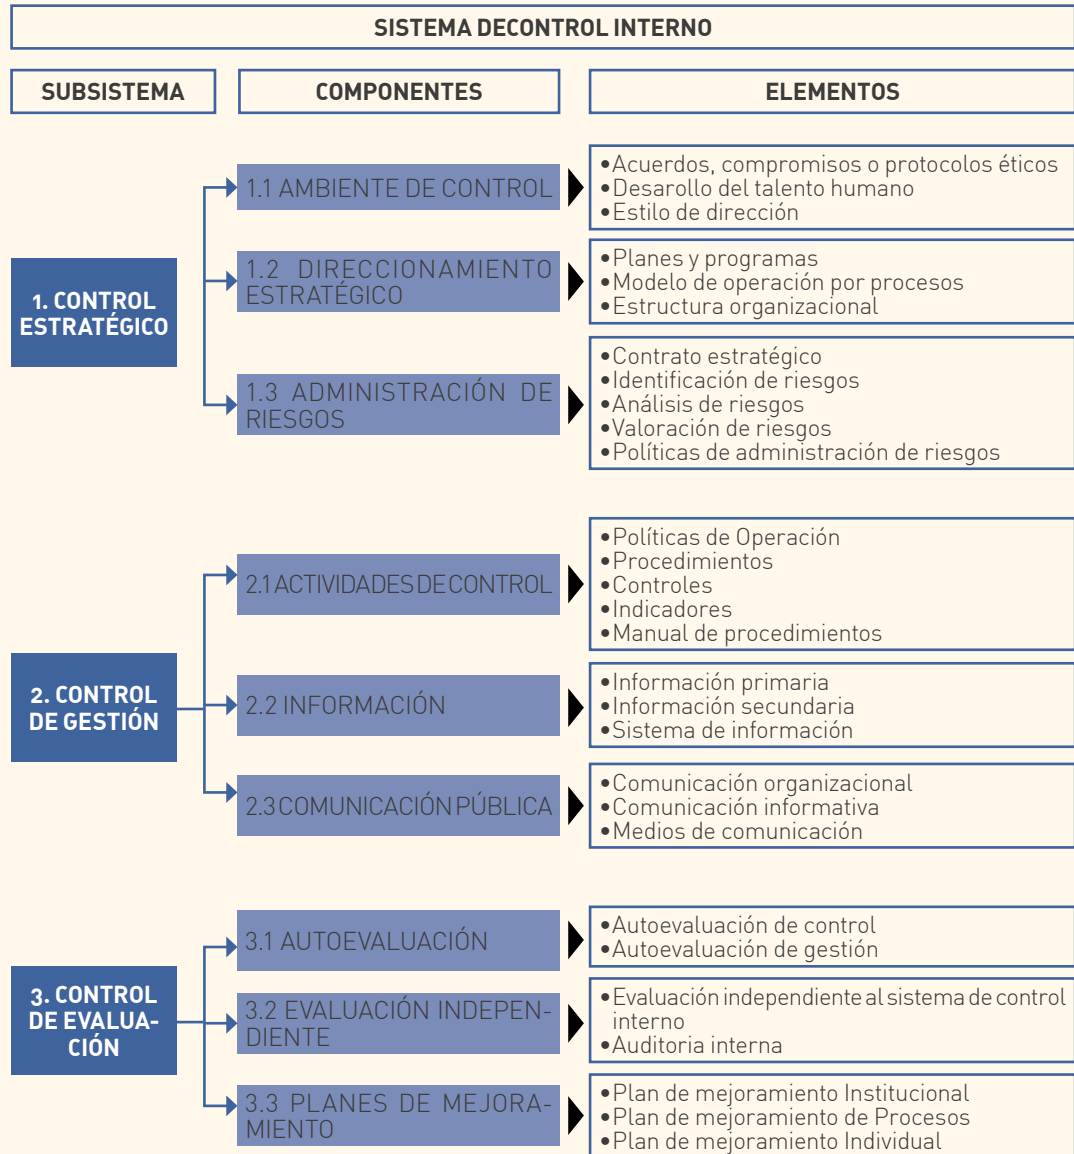 SISTEMA DECONTROL INTERNO
SUBSISTEMA
COMPONENTES
ELEMENTOS
1. CONTROL
ESTRATÉGICO
1.1 AMBIENTE DE CONTROL
•Acuerdos, compromisos o protocolos éticos
•Desarollo del talento humano
•Estilo de dirección
1.2 DIRECCIONAMIENTO
ESTRATÉGICO
•Planes y programas
•Modelo de operación por procesos
•Estructura organizacional
1.3 ADMINISTRACIÓN DE
RIESGOS
•Contrato estratégico
•Identificación de riesgos
•Análisis de riesgos
•Valoración de riesgos
•Políticas de administración de riesgos
2. CONTROL
DE GESTIÓN
2.1 ACTIVIDADES DE CONTROL
•Políticas de Operación
•Procedimientos
•Controles
•Indicadores
•Manual de procedimientos
2.2 INFORMACIÓN
•Información primaria
•Información secundaria
•Sistema de información
2.3 COMUNICACIÓN PÚBLICA
•Comunicación organizacional
•Comunicación informativa
•Medios de comunicación
3. CONTROL
DE EVALUA-
CIÓN
3.1 AUTOEVALUACIÓN
•Autoevaluación de control
•Autoevaluación de gestión
3.2 EVALUACIÓN INDEPEN-
DIENTE
•Evaluación independiente al sistema de control
interno
•Auditoria interna
3.3 PLANES DE MEJORA-
MIENTO
•Plan de mejoramiento Institucional
•Plan de mejoramiento de Procesos
•Plan de mejoramiento Individual